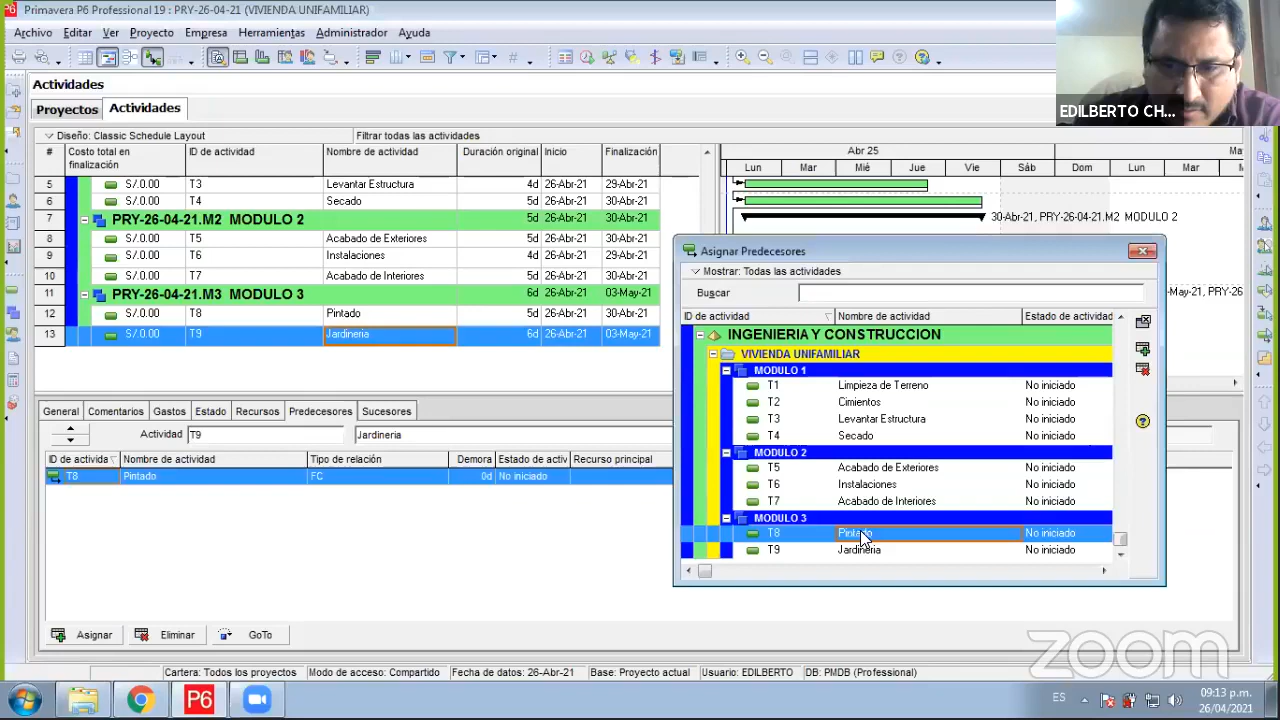 Primavera P6 Professional 19 : PRY-26-04-21 (VIVIENDA UNIFAMILIAR)
Archivo Editar Ver Proyecto Empresa Herramientas Administrador Ayuda
Actividades
Proyectos Actividades
Diseño: Classic Schedule Layout Filtrar todas las actividades
# Costo total en finalización ID de actividad Nombre de actividad Duración original Inicio Finalización
Abr 25
Lun Mar Mié Jue Vie Sáb Dom Lun Mar M
5 S/.0.00 T3 Levantar Estructura 4d 26-Abr-21 29-Abr-21
6 S/.0.00 T4 Secado 5d 26-Abr-21 30-Abr-21
7 PRY-26-04-21.M2 MODULO 2 5d 26-Abr-21 30-Abr-21
30-Abr-21, PRY-26-04-21.M2 MODULO 2
8 S/.0.00 T5 Acabado de Exteriores 5d 26-Abr-21 30-Abr-21
9 S/.0.00 T6 Instalaciones 5d 26-Abr-21 30-Abr-21
10 S/.0.00 T7 Acabado de Interiores 5d 26-Abr-21 30-Abr-21
11 PRY-26-04-21.M3 MODULO 3 6d 26-Abr-21 03-May-21
12 S/.0.00 T8 Pintado 5d 26-Abr-21 30-Abr-21
13 S/.0.00 T9 Jardineria 6d 26-Abr-21 03-May-21
General Comentarios Gastos Estado Recursos Predecesores Sucesores
Actividad T9 Jardineria
ID de actividad Nombre de actividad Tipo de relación Demora Estado de activ Recurso principal
T8 Pintado FC 0d No iniciado
Asignar Eliminar GoTo
Asignar Predecesores
Mostrar: Todas las actividades
Buscar
ID de actividad Nombre de actividad Estado de actividad
INGENIERIA Y CONSTRUCCION
VIVIENDA UNIFAMILIAR
MODULO 1
T1 Limpieza de Terreno No iniciado
T2 Cimientos No iniciado
T3 Levantar Estructura No iniciado
T4 Secado No iniciado
MODULO 2
T5 Acabado de Exteriores No iniciado
T6 Instalaciones No iniciado
T7 Acabado de Interiores No iniciado
MODULO 3
T8 Pintado No iniciado
T9 Jardineria No iniciado
-May-21, PRY-26
EDILBERTO CH...
zoom
Cartera: Todos los proyectos Modo de acceso: Compartido Fecha de datos: 26-Abr-21 Base: Proyecto actual Usuario: EDILBERTO DB: PMDB (Professional)
P6
ES
09:13 p.m.
26/04/2021